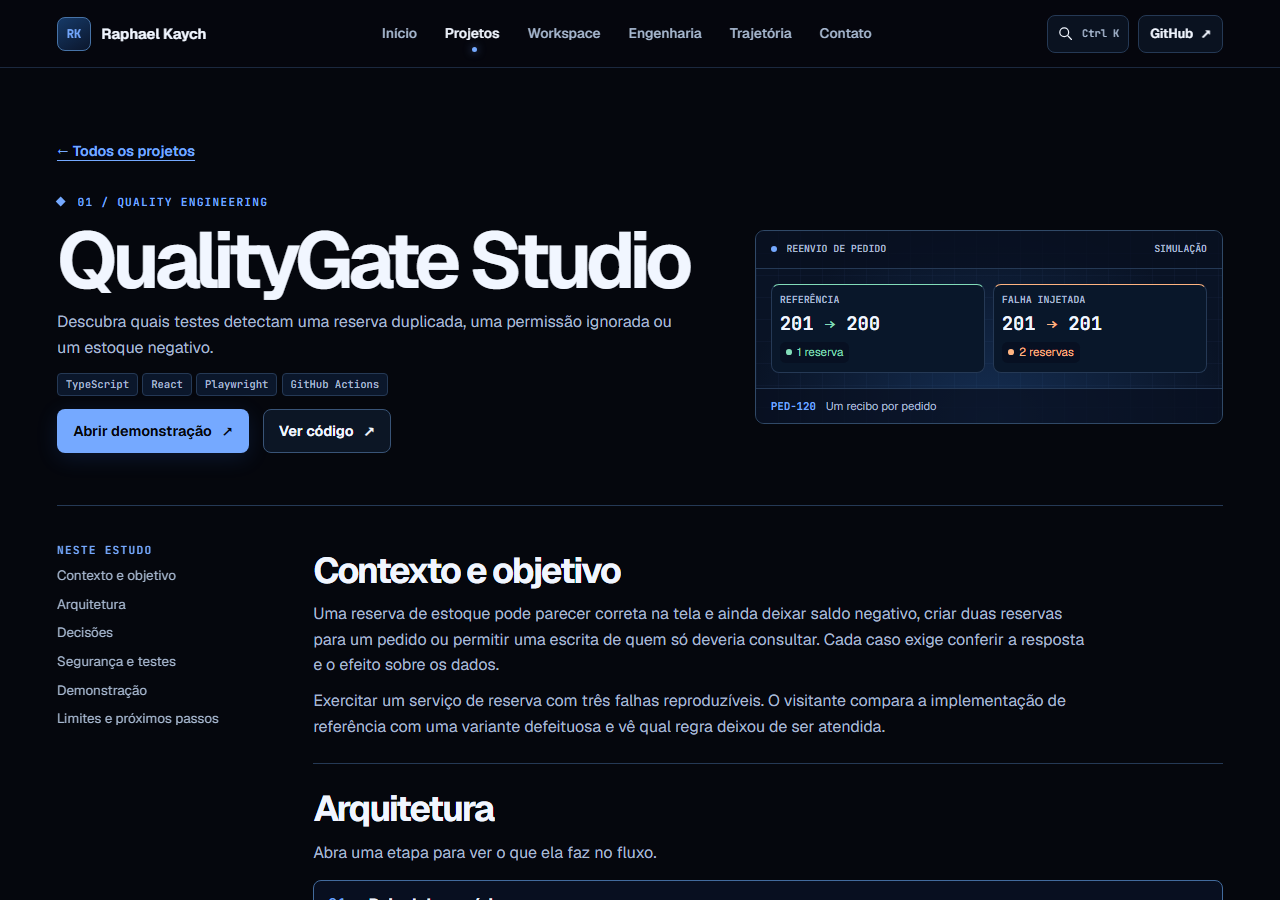 RK Raphael Kaych
Início Projetos Workspace Engenharia Trajetória Contato
Ctrl K
GitHub ↗
← Todos os projetos
01 / QUALITY ENGINEERING
QualityGate Studio
Descubra quais testes detectam uma reserva duplicada, uma permissão ignorada ou
um estoque negativo.
TypeScript React Playwright GitHub Actions
Abrir demonstração ↗ Ver código ↗
REENVIO DE PEDIDO SIMULAÇÃO
REFERÊNCIA
201 → 200
1 reserva
FALHA INJETADA
201 → 201
2 reservas
PED-120 Um recibo por pedido
NESTE ESTUDO
Contexto e objetivo
Arquitetura
Decisões
Segurança e testes
Demonstração
Limites e próximos passos
Contexto e objetivo
Uma reserva de estoque pode parecer correta na tela e ainda deixar saldo negativo, criar duas reservas
para um pedido ou permitir uma escrita de quem só deveria consultar. Cada caso exige conferir a resposta
e o efeito sobre os dados.
Exercitar um serviço de reserva com três falhas reproduzíveis. O visitante compara a implementação de
referência com uma variante defeituosa e vê qual regra deixou de ser atendida.
Arquitetura
Abra uma etapa para ver o que ela faz no fluxo.